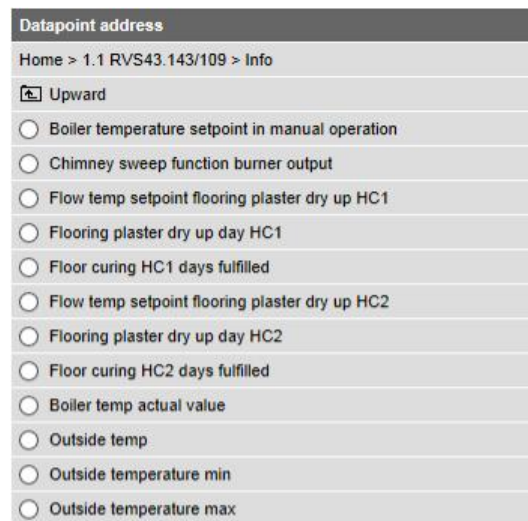 Datapoint address
Home > 1.1 RVS43.143/109 > Info
Upward
Boiler temperature setpoint in manual operation
Chimney sweep function burner output
Flow temp setpoint flooring plaster dry up HC1
Flooring plaster dry up day HC1
Floor curing HC1 days fulfilled
Flow temp setpoint flooring plaster dry up HC2
Flooring plaster dry up day HC2
Floor curing HC2 days fulfilled
Boiler temp actual value
Outside temp
Outside temperature min
Outside temperature max